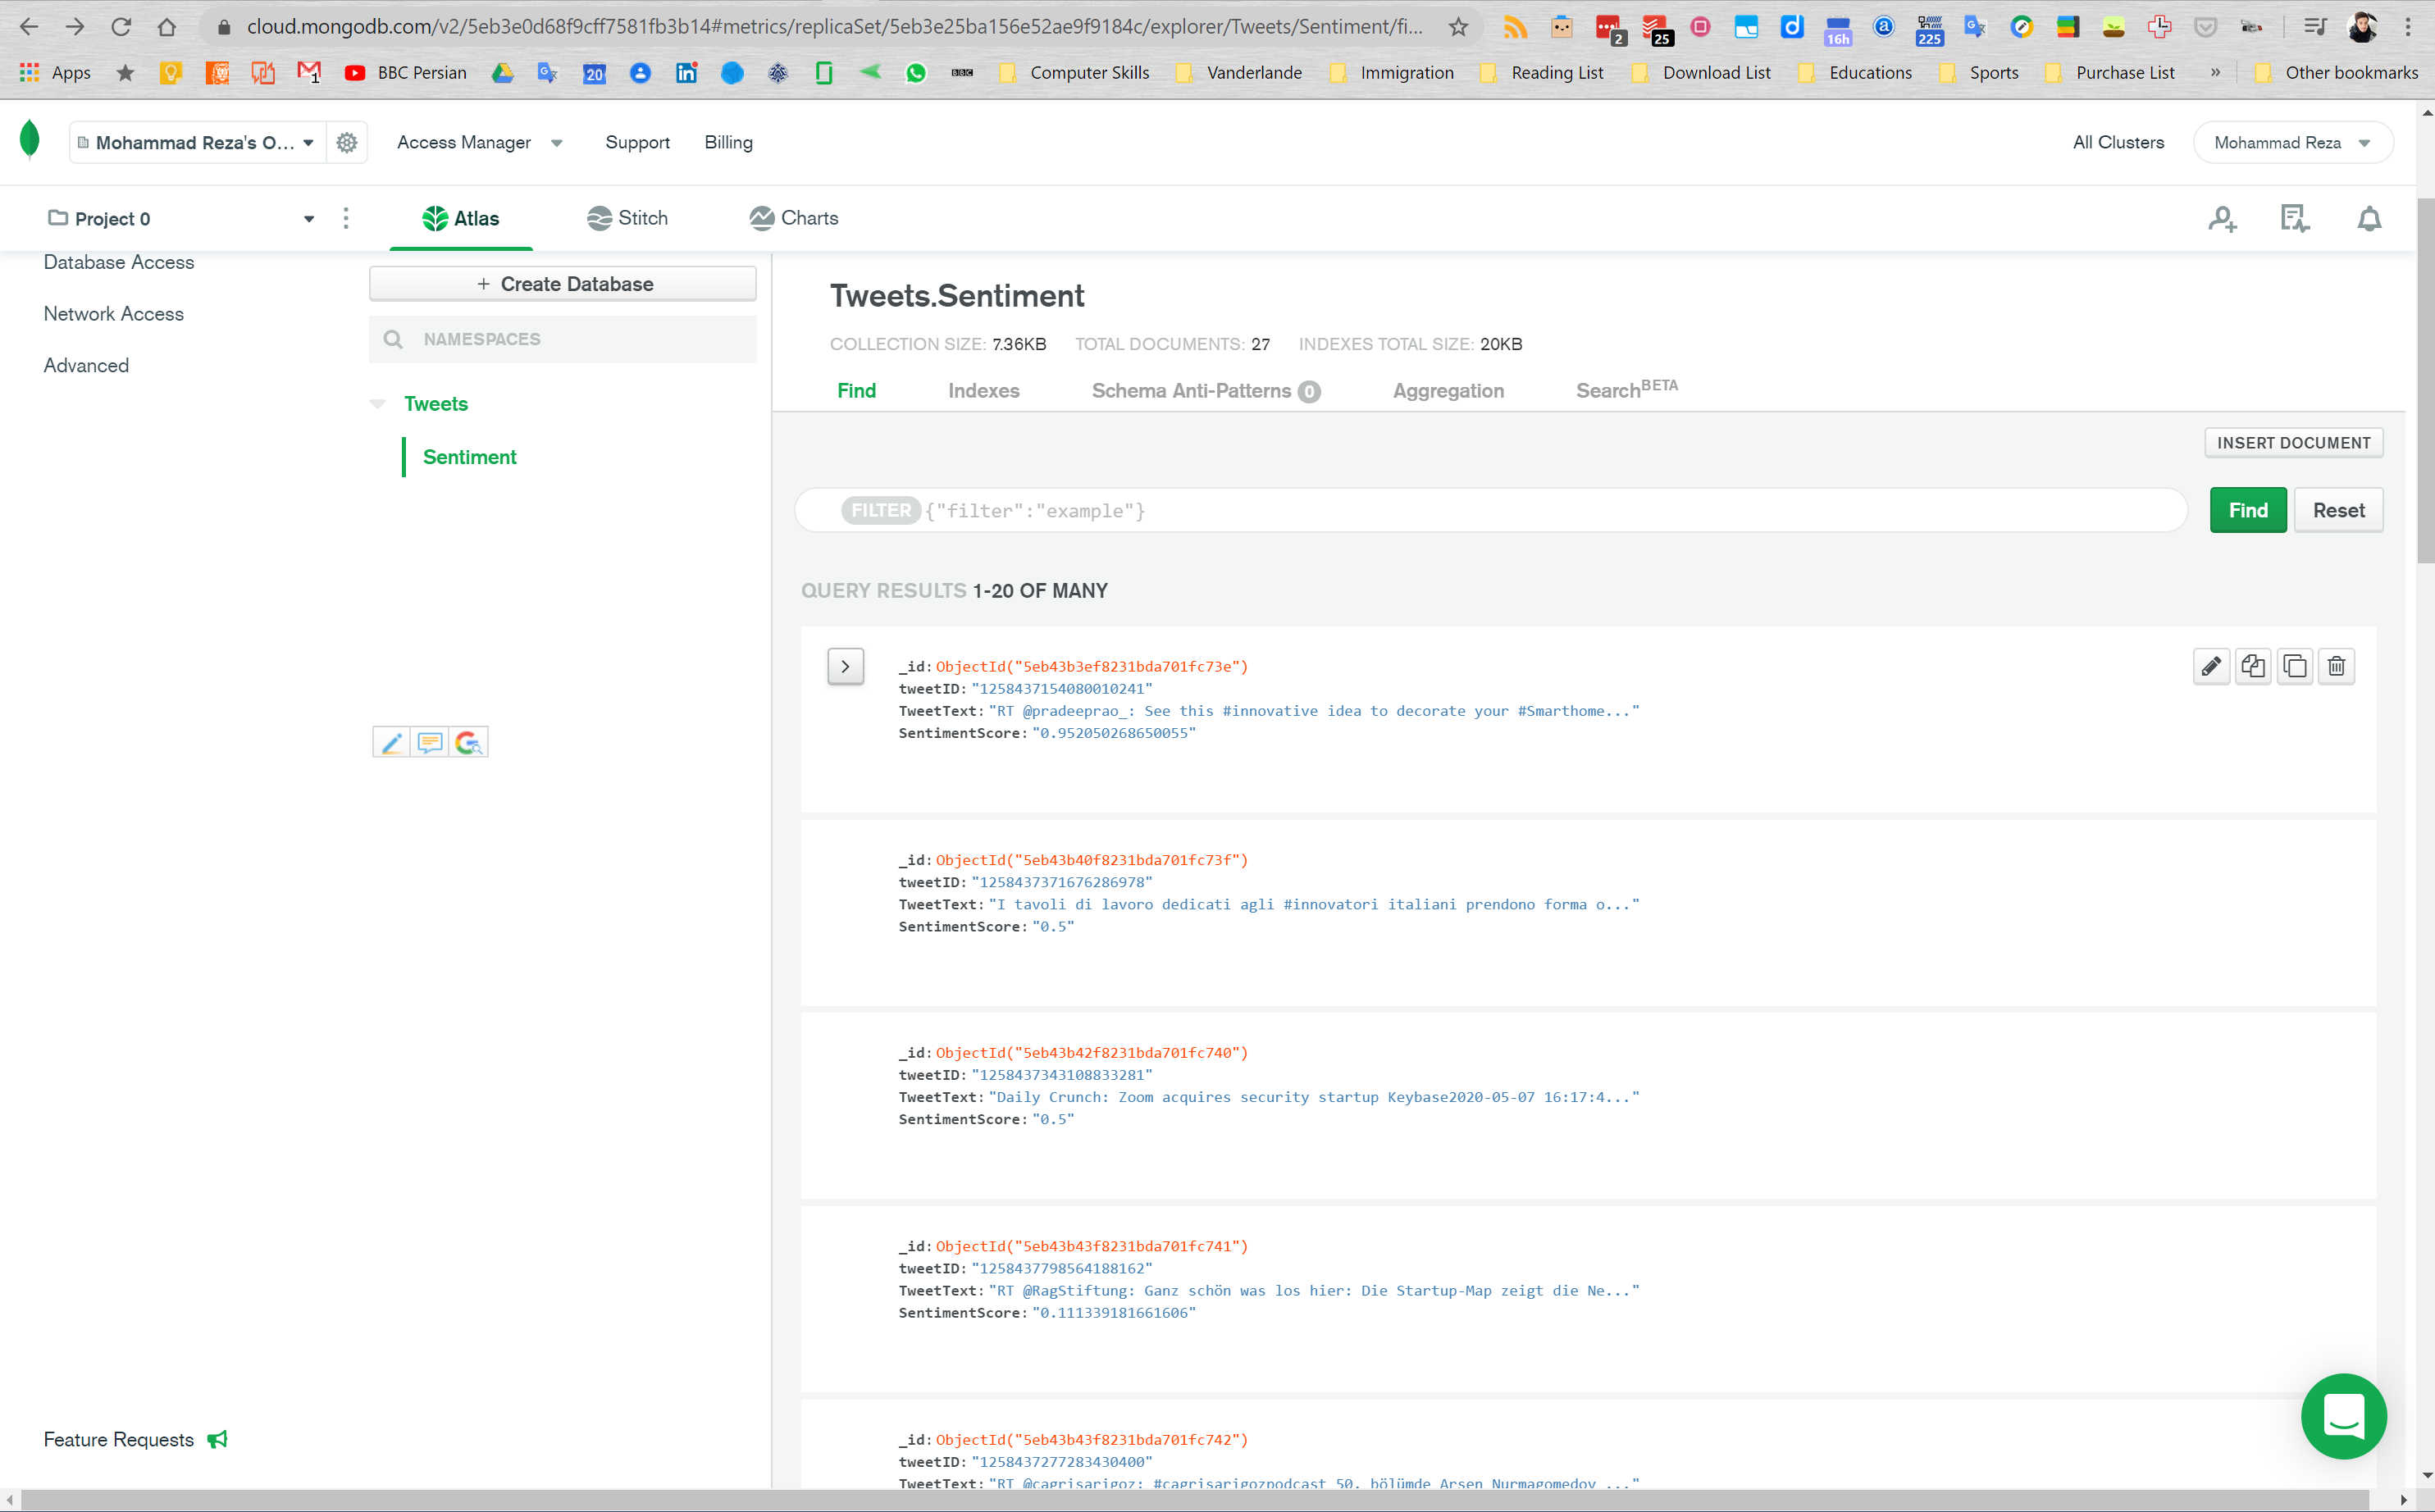 cloud.mongodb.com/v2/5eb3e0d68f9cff7581fb3b14#metrics/replicaSet/5eb3e25ba156e52ae9f9184c/explorer/Tweets/Sentiment/fi...
2 25 16h 225
Apps 1 BBC Persian 20 BBC Computer Skills Vanderlande Immigration Reading List Download List Educations Sports Purchase List » Other bookmarks
Mohammad Reza's O... Access Manager Support Billing All Clusters Mohammad Reza
Project 0 Atlas Stitch Charts
Database Access
Network Access
Advanced
Feature Requests
+ Create Database
NAMESPACES
Tweets
Sentiment
Tweets.Sentiment
COLLECTION SIZE: 7.36KB TOTAL DOCUMENTS: 27 INDEXES TOTAL SIZE: 20KB
Find Indexes Schema Anti-Patterns 0 Aggregation Search BETA
INSERT DOCUMENT
FILTER {"filter":"example"} Find Reset
QUERY RESULTS 1-20 OF MANY
_id: ObjectId("5eb43b3ef8231bda701fc73e")
tweetID: "1258437154080010241"
TweetText: "RT @pradeeprao_: See this #innovative idea to decorate your #Smarthome..."
SentimentScore: "0.952050268650055"
_id: ObjectId("5eb43b40f8231bda701fc73f")
tweetID: "1258437371676286978"
TweetText: "I tavoli di lavoro dedicati agli #innovatori italiani prendono forma o..."
SentimentScore: "0.5"
_id: ObjectId("5eb43b42f8231bda701fc740")
tweetID: "1258437343108833281"
TweetText: "Daily Crunch: Zoom acquires security startup Keybase2020-05-07 16:17:4..."
SentimentScore: "0.5"
_id: ObjectId("5eb43b43f8231bda701fc741")
tweetID: "1258437798564188162"
TweetText: "RT @RagStiftung: Ganz schön was los hier: Die Startup-Map zeigt die Ne..."
SentimentScore: "0.111339181661606"
_id: ObjectId("5eb43b43f8231bda701fc742")
tweetID: "1258437277283430400"
TweetText: "RT @cagrisarigoz: #cagrisarigozpodcast 50. bölümde Arsen Nurmagomedov ..."